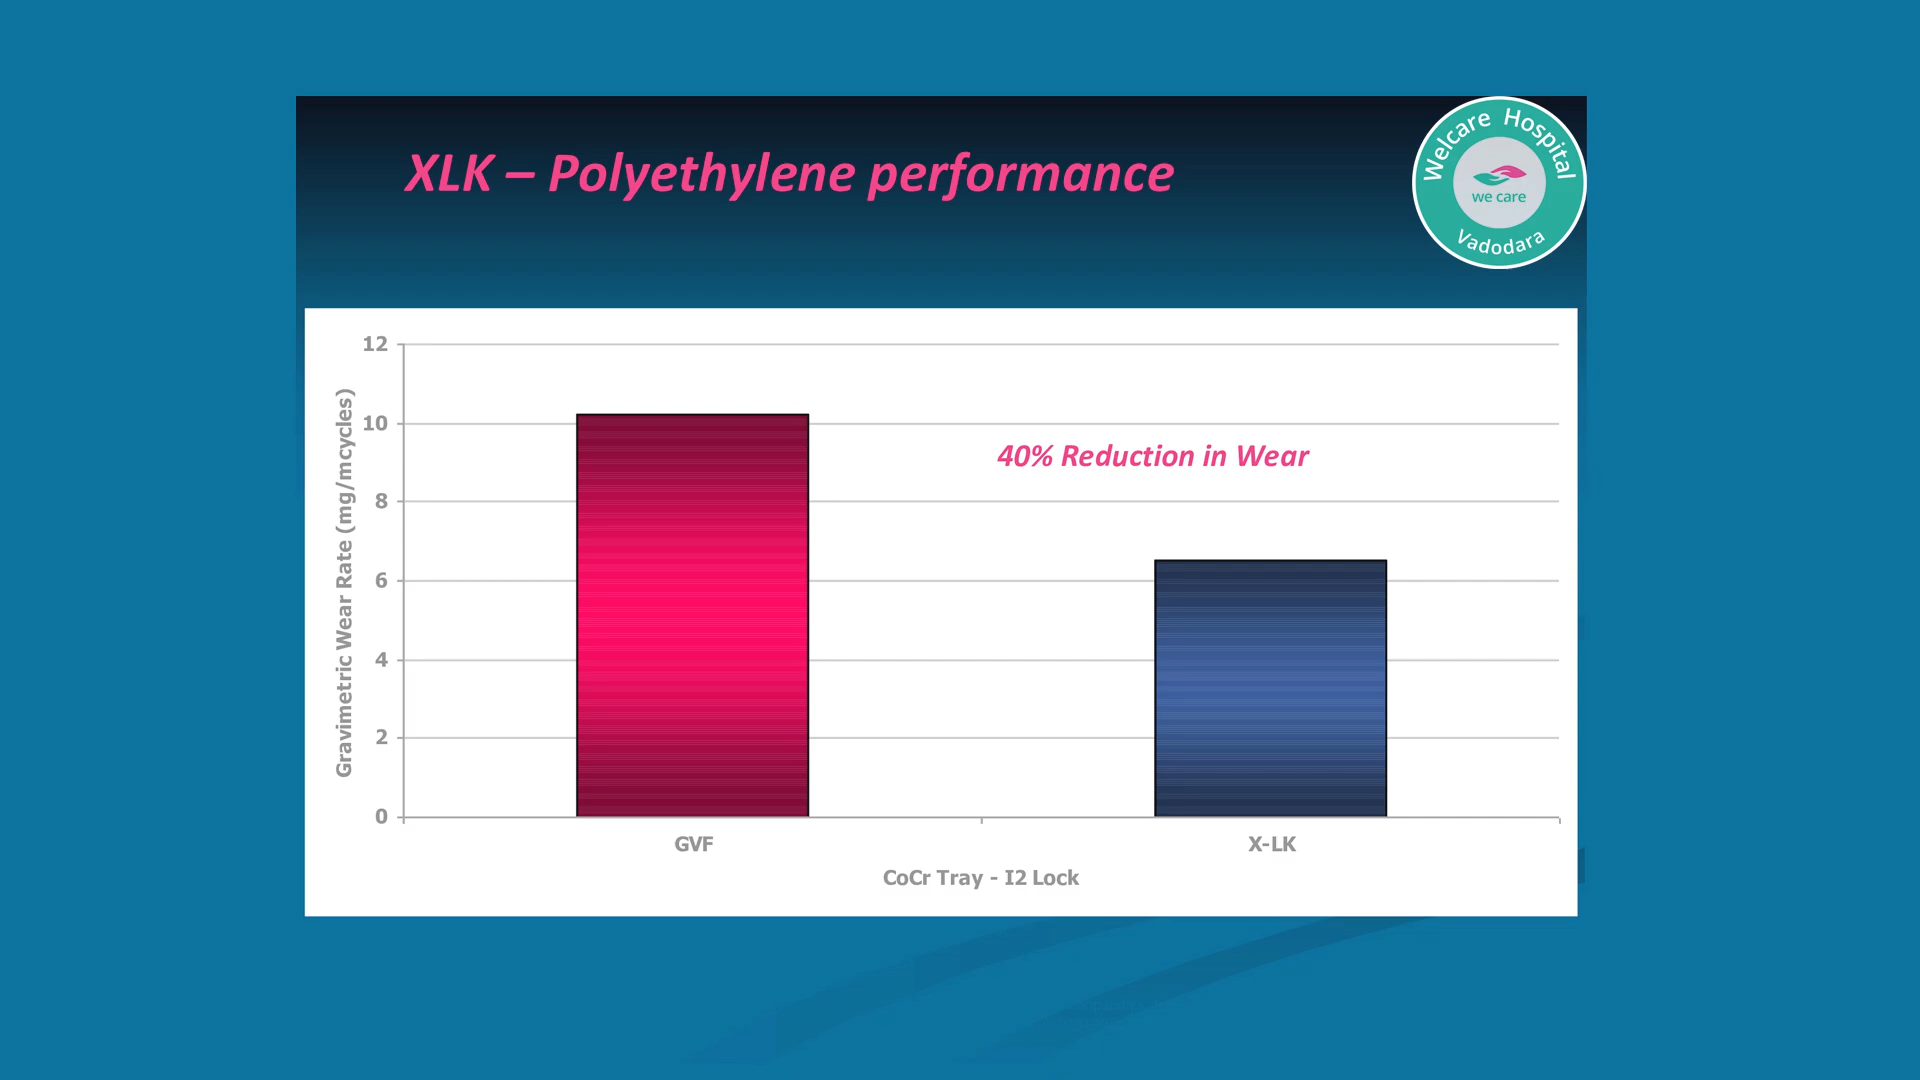 XLK – Polyethylene performance
Welcare Hospital
we care
Vadodara
12
10
8
6
4
2
0
Gravimetric Wear Rate (mg/mcycles)
40% Reduction in Wear
GVF
X-LK
CoCr Tray - I2 Lock